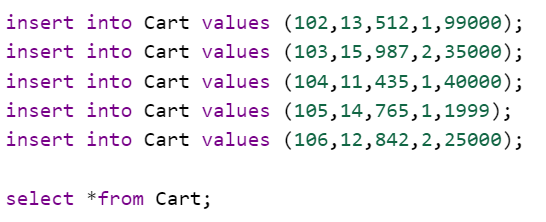 insert into Cart values (102,13,512,1,99000);
insert into Cart values (103,15,987,2,35000);
insert into Cart values (104,11,435,1,40000);
insert into Cart values (105,14,765,1,1999);
insert into Cart values (106,12,842,2,25000);
select *from Cart;